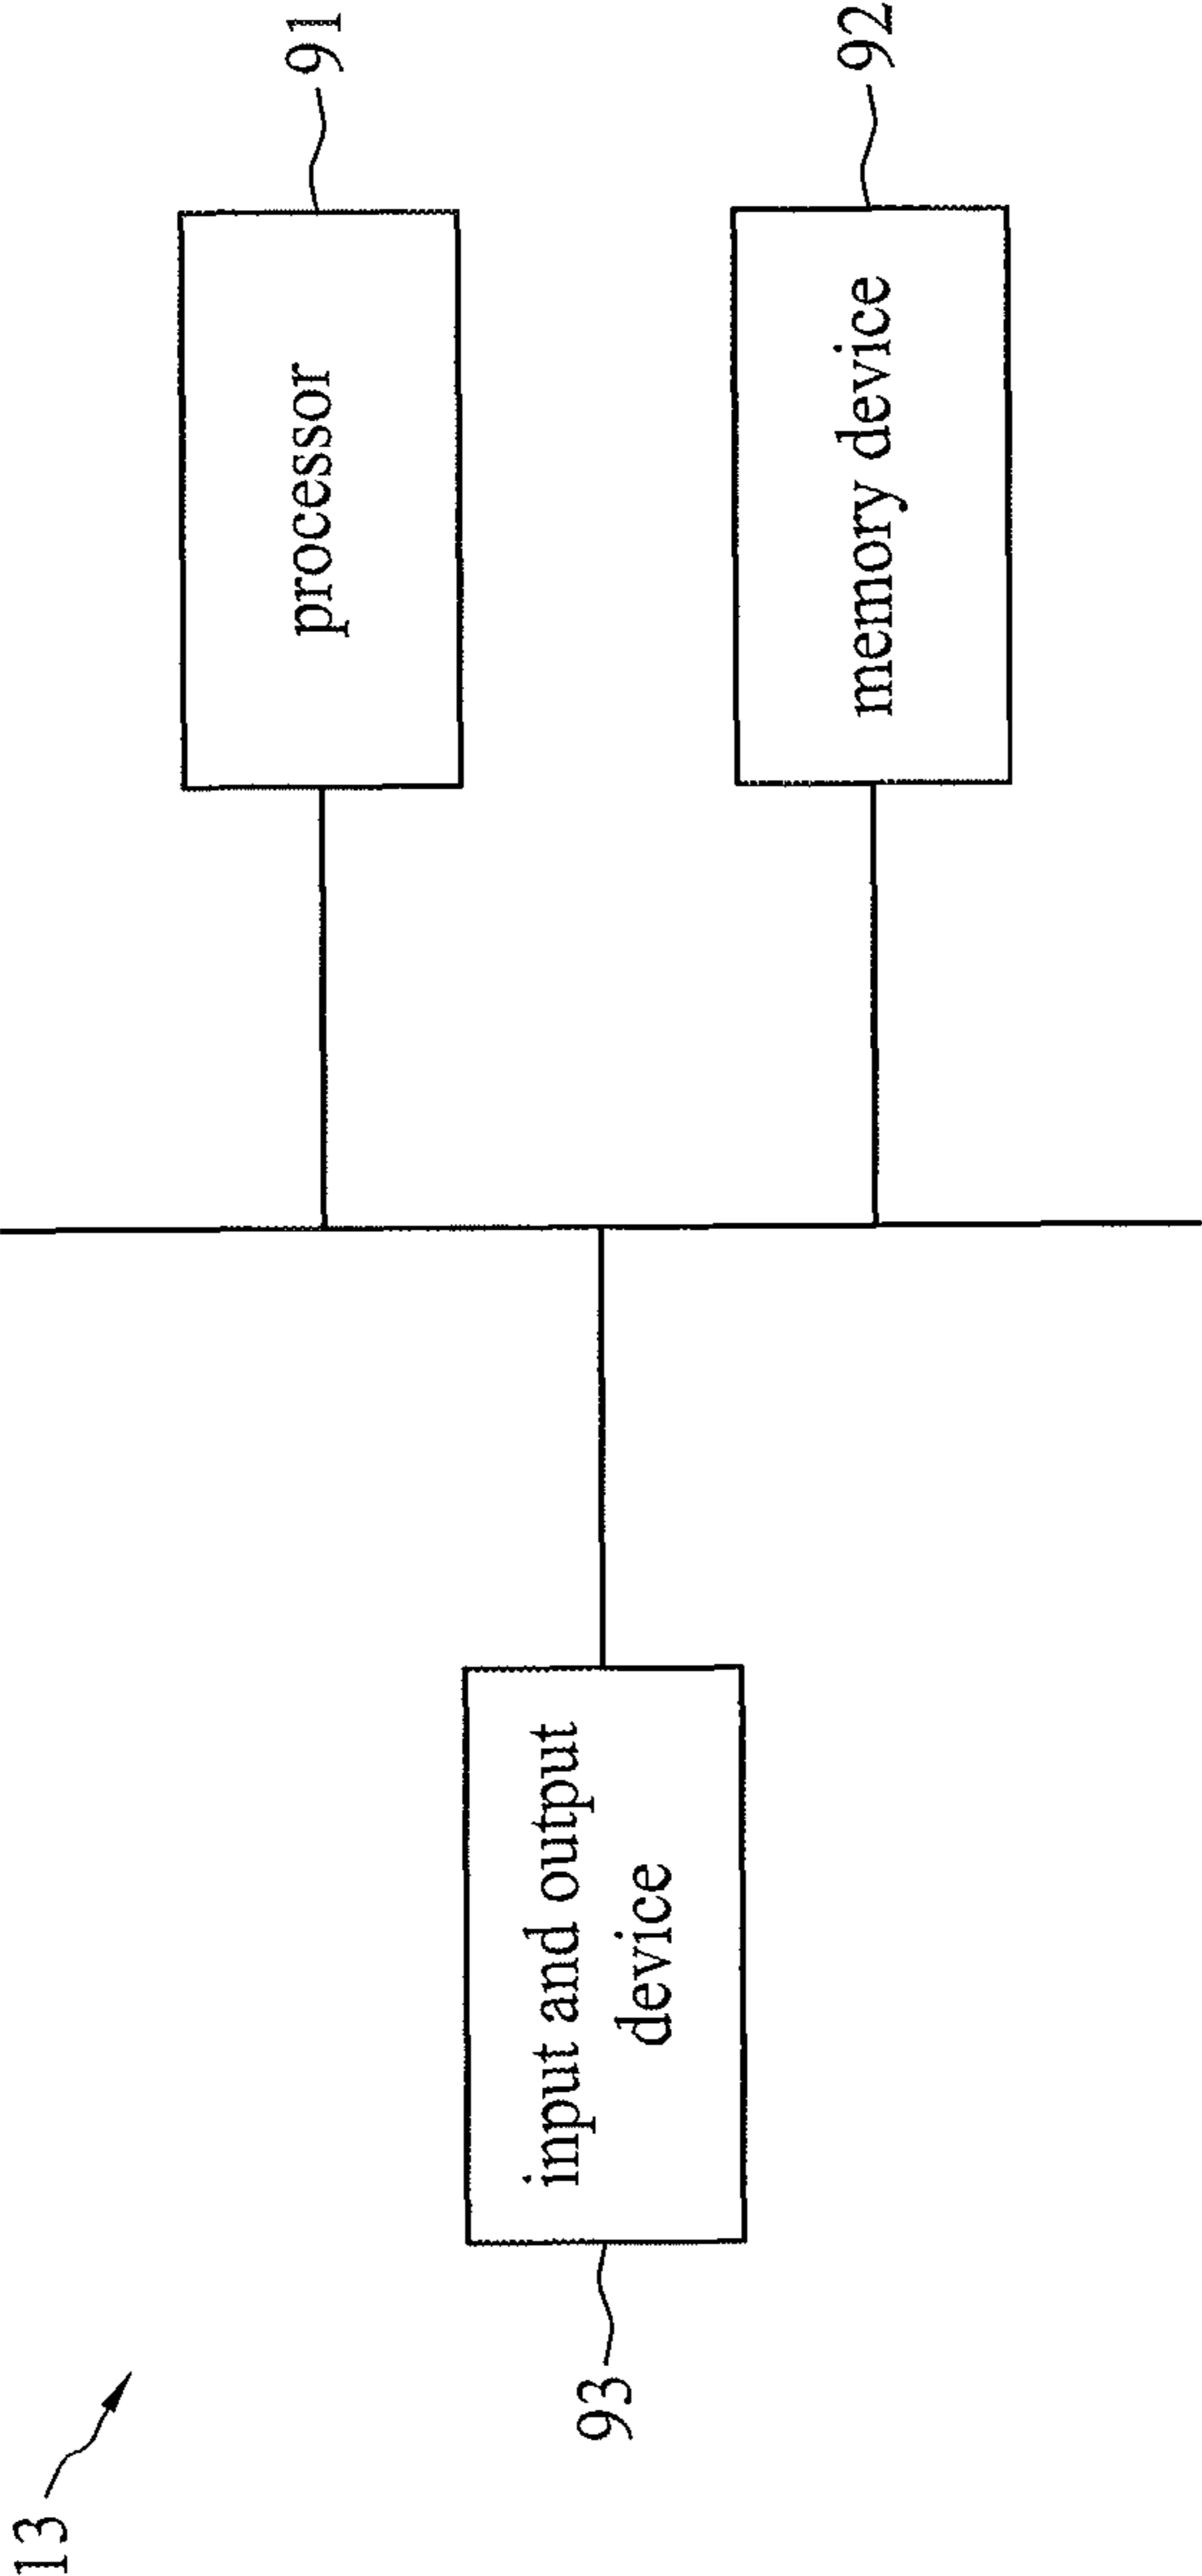 13
93
input and output
device
processor
91
memory device
92